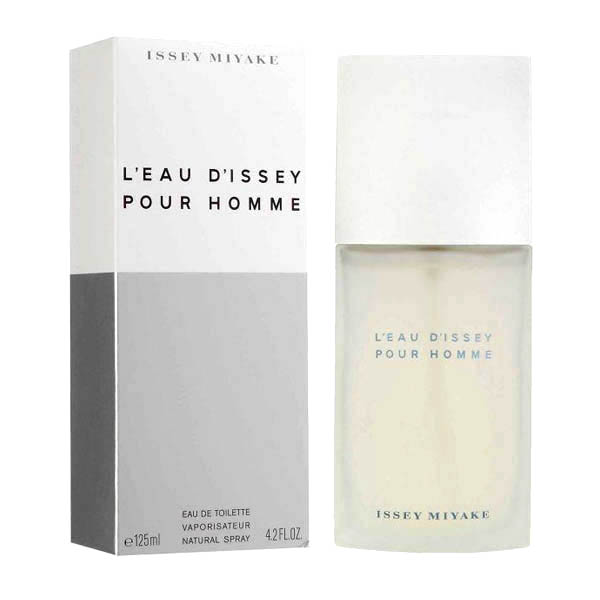 ISSEY MIYAKE
L'EAU D'ISSEY
POUR HOMME
EAU DE TOILETTE
VAPORISATEUR
℮125ml NATURAL SPRAY 4.2 FL.OZ.
L'EAU D'ISSEY
POUR HOMME
ISSEY MIYAKE